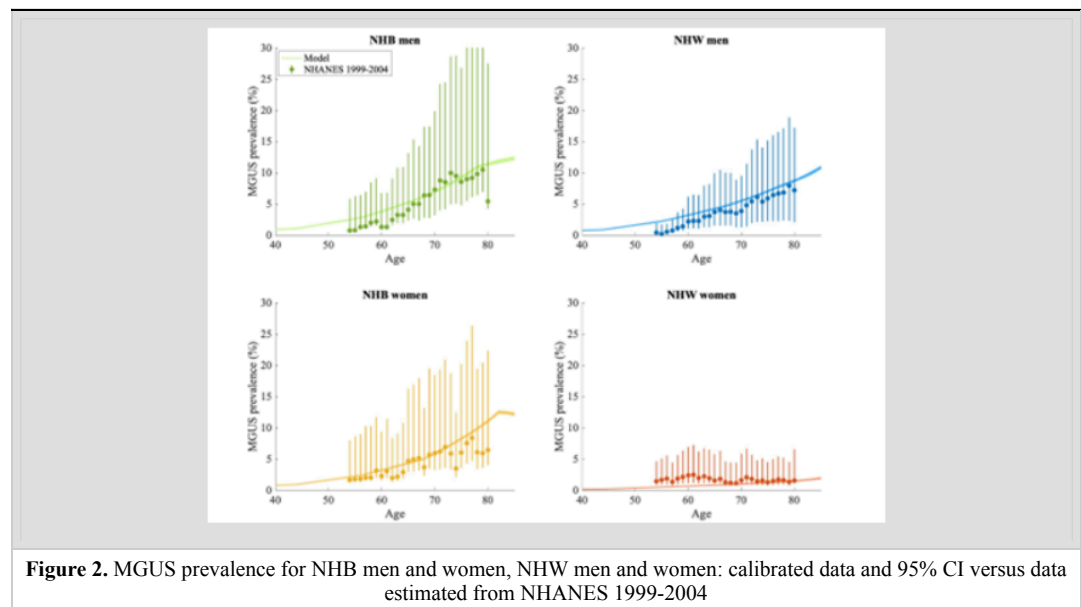 NHB men
30
25
20
15
10
5
0
MGUS prevalence (%)
Model
NHANES 1999-2004
40 50 60 70 80
Age
NHW men
30
25
20
15
10
5
0
MGUS prevalence (%)
40 50 60 70 80
Age
NHB women
30
25
20
15
10
5
0
MGUS prevalence (%)
40 50 60 70 80
Age
NHW women
30
25
20
15
10
5
0
MGUS prevalence (%)
40 50 60 70 80
Age
Figure 2. MGUS prevalence for NHB men and women, NHW men and women: calibrated data and 95% CI versus data
estimated from NHANES 1999-2004